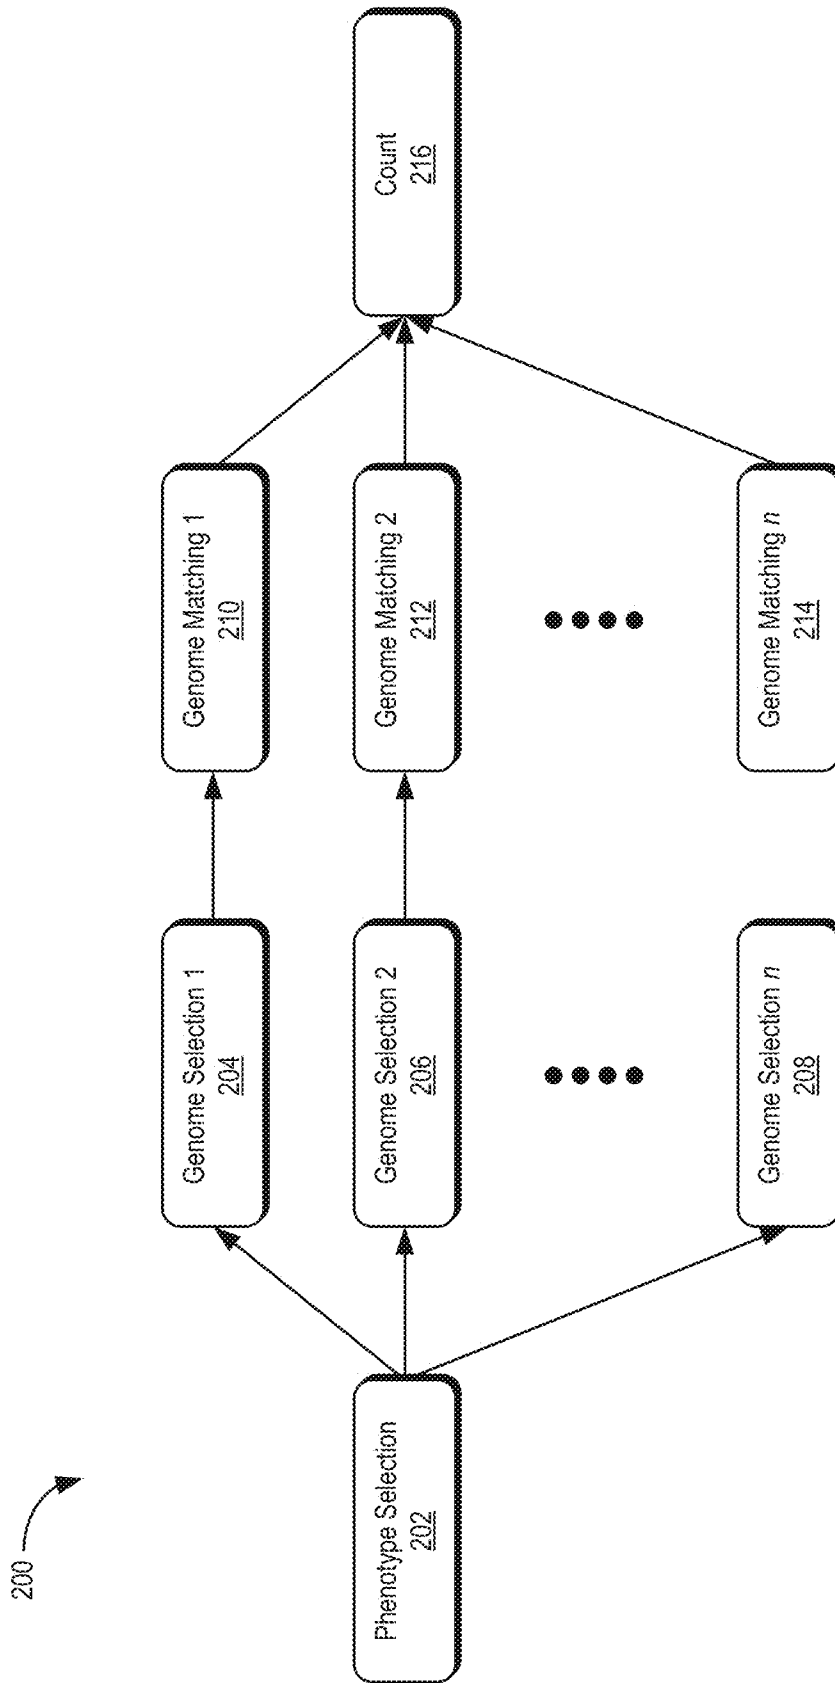 200
Phenotype Selection
202
Genome Selection 1
204
Genome Selection 2
206
Genome Selection n
208
Genome Matching 1
210
Genome Matching 2
212
Genome Matching n
214
Count
216